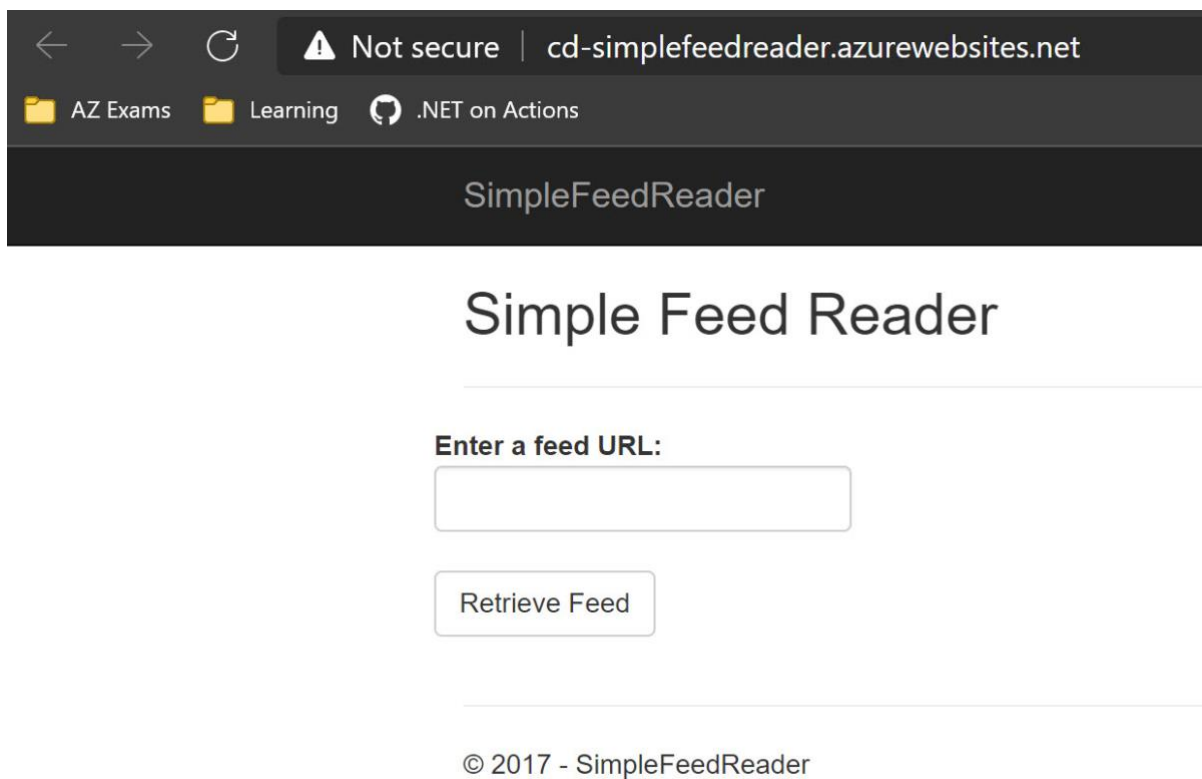 Not secure | cd-simplefeedreader.azurewebsites.net
AZ Exams Learning .NET on Actions
SimpleFeedReader
Simple Feed Reader
Enter a feed URL:
Retrieve Feed
© 2017 - SimpleFeedReader